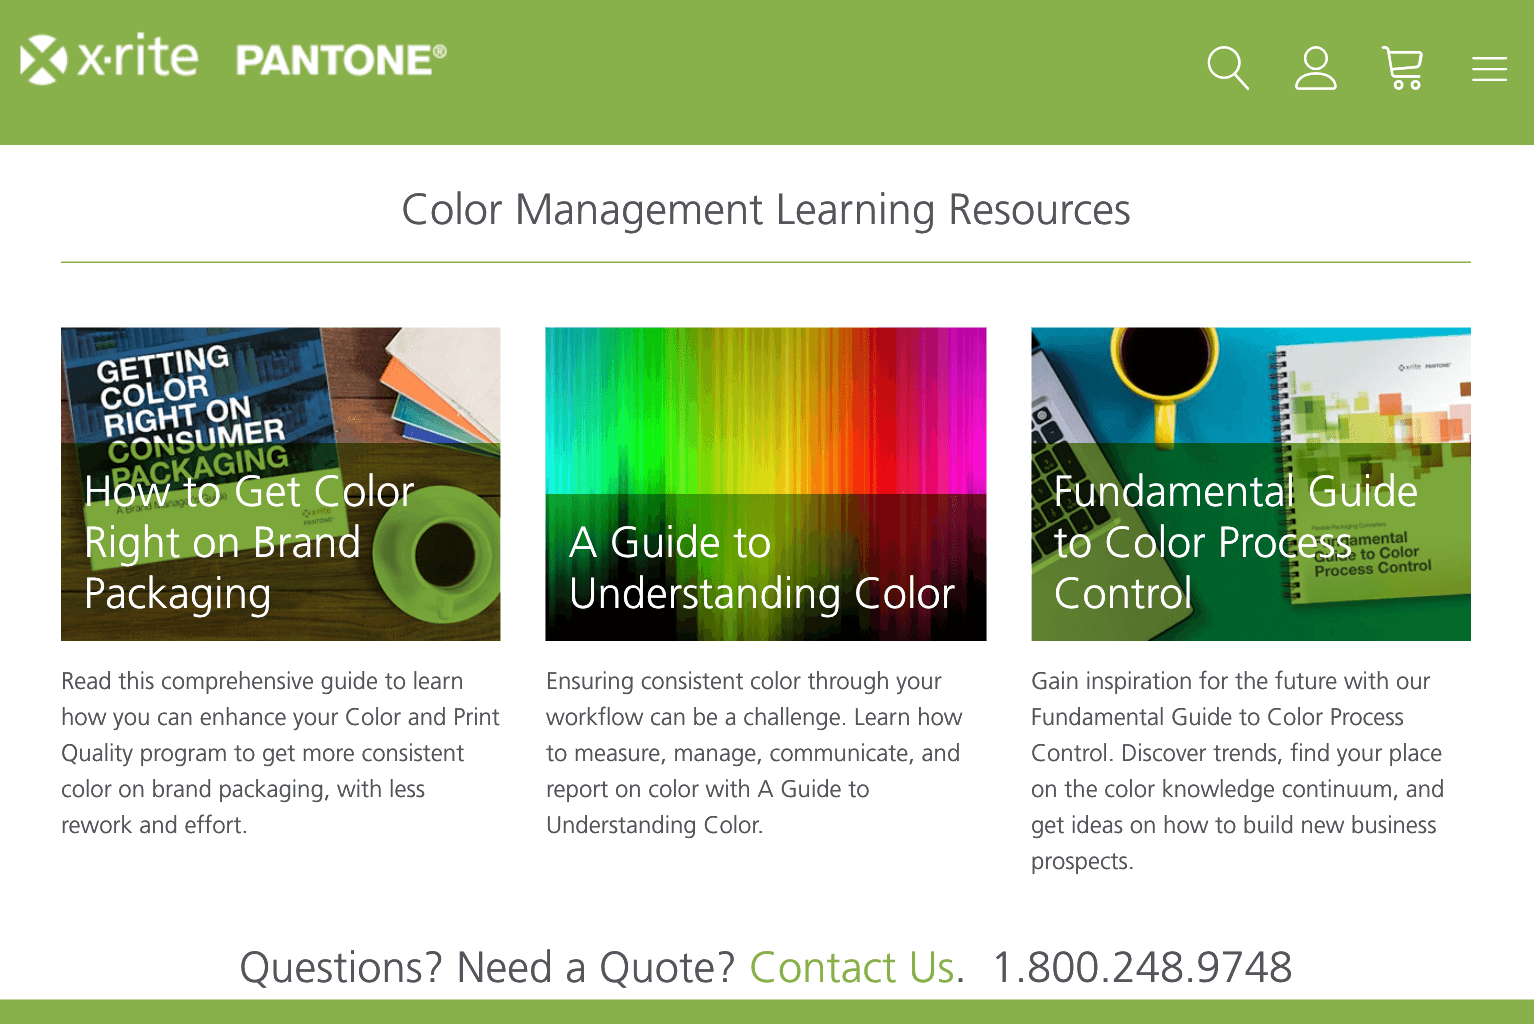 x·rite PANTONE®
Color Management Learning Resources
GETTING
COLOR
RIGHT ON
CONSUMER
PACKAGING
How to Get Color
Right on Brand
Packaging
PANTONE
A Guide to
Understanding Color
x·rite PANTONE
Fundamental Guide
to Color Process
Control
Flexible Packaging Converters
Fundamental
Guide to Color
Process Control
Read this comprehensive guide to learn
how you can enhance your Color and Print
Quality program to get more consistent
color on brand packaging, with less
rework and effort.
Ensuring consistent color through your
workflow can be a challenge. Learn how
to measure, manage, communicate, and
report on color with A Guide to
Understanding Color.
Gain inspiration for the future with our
Fundamental Guide to Color Process
Control. Discover trends, find your place
on the color knowledge continuum, and
get ideas on how to build new business
prospects.
Questions? Need a Quote? Contact Us. 1.800.248.9748